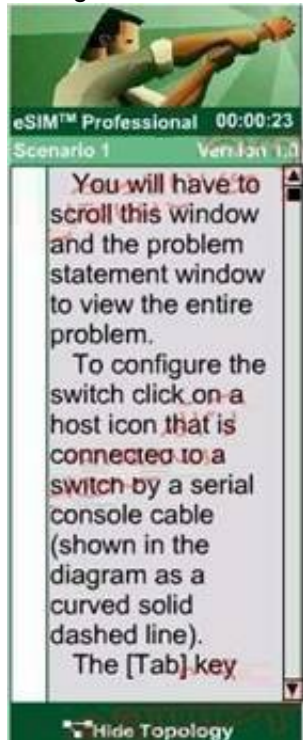 eSIM™ Professional 00:00:23
Scenario 1 Version 1.0
You will have to
scroll this window
and the problem
statement window
to view the entire
problem.
To configure the
switch click on a
host icon that is
connected to a
switch by a serial
console cable
(shown in the
diagram as a
curved solid
dashed line).
The [Tab] key
Hide Topology